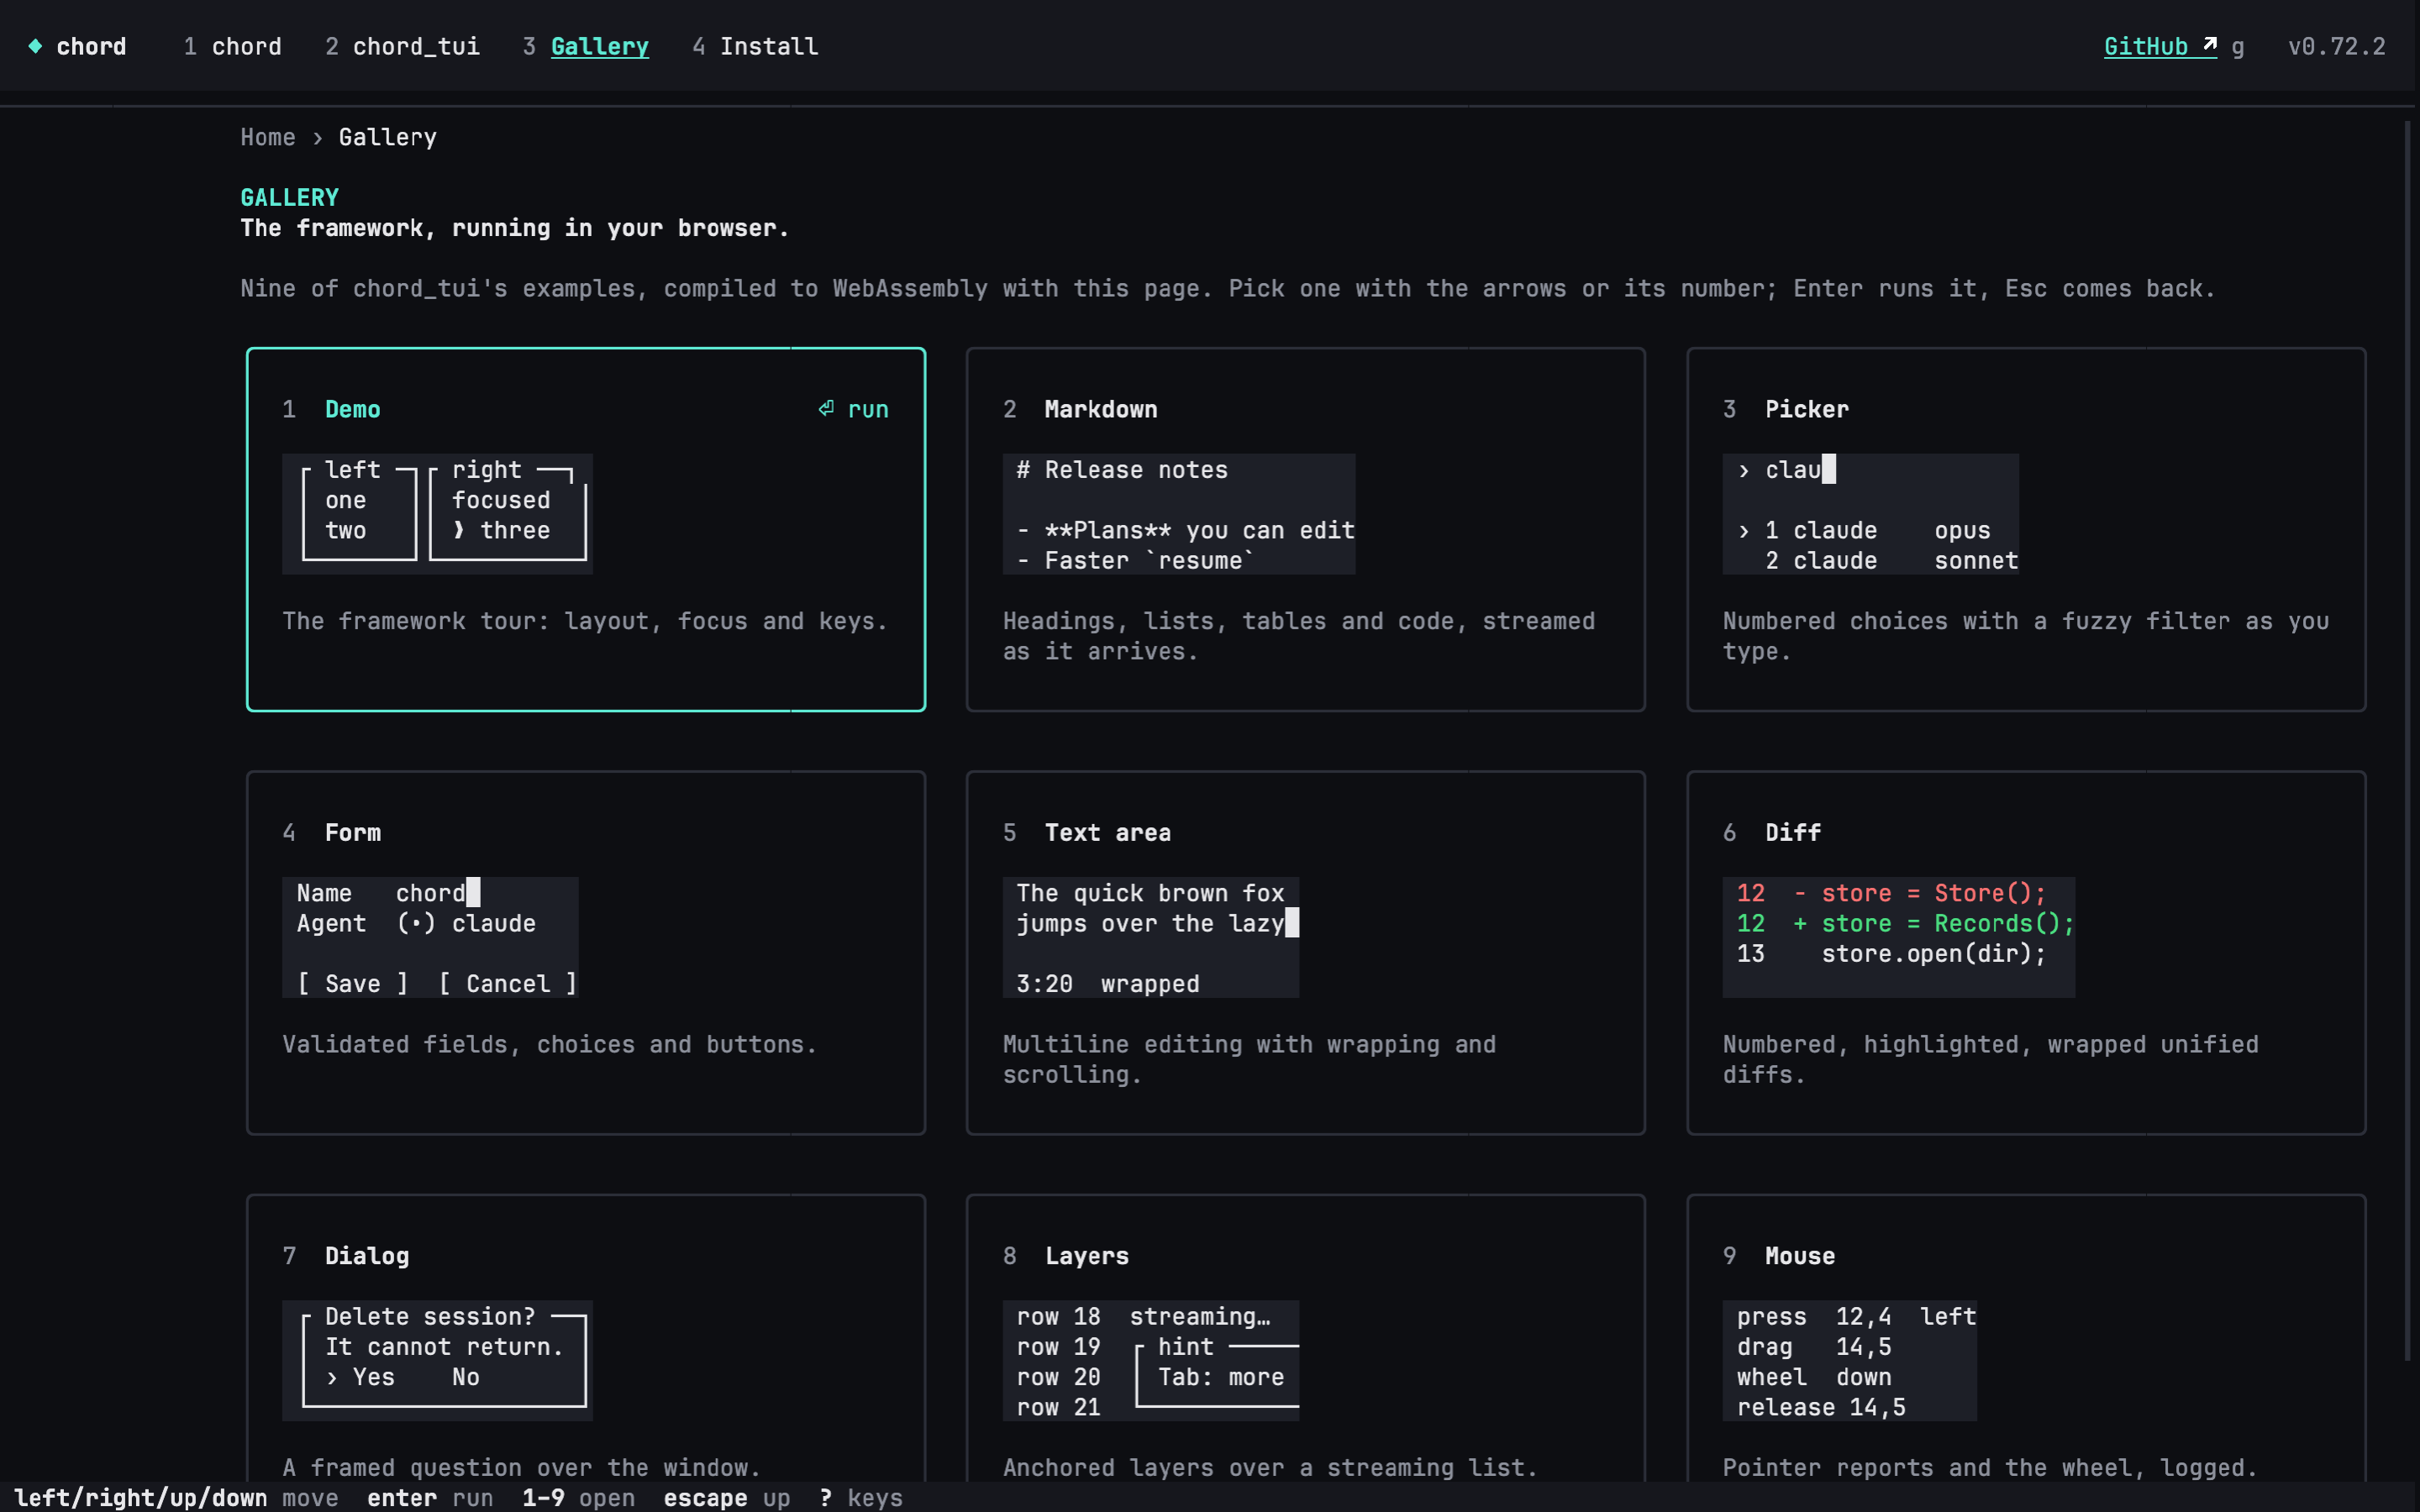 ◆ chord 1 chord 2 chord_tui 3 Gallery 4 Install GitHub ↗ g v0.72.2
Home › Gallery
GALLERY
The framework, running in your browser.
Nine of chord_tui's examples, compiled to WebAssembly with this page. Pick one with the arrows or its number; Enter runs it, Esc comes back.
1 Demo ⏎ run
left right
one focused
two ❯ three
The framework tour: layout, focus and keys.
2 Markdown
# Release notes
- **Plans** you can edit
- Faster `resume`
Headings, lists, tables and code, streamed
as it arrives.
3 Picker
› clau
› 1 claude opus
2 claude sonnet
Numbered choices with a fuzzy filter as you
type.
4 Form
Name chord
Agent (•) claude
[ Save ] [ Cancel ]
Validated fields, choices and buttons.
5 Text area
The quick brown fox
jumps over the lazy
3:20 wrapped
Multiline editing with wrapping and
scrolling.
6 Diff
12 - store = Store();
12 + store = Records();
13 store.open(dir);
Numbered, highlighted, wrapped unified
diffs.
7 Dialog
Delete session?
It cannot return.
› Yes No
A framed question over the window.
8 Layers
row 18 streaming…
row 19 hint
row 20 Tab: more
row 21
Anchored layers over a streaming list.
9 Mouse
press 12,4 left
drag 14,5
wheel down
release 14,5
Pointer reports and the wheel, logged.
left/right/up/down move enter run 1-9 open escape up ? keys